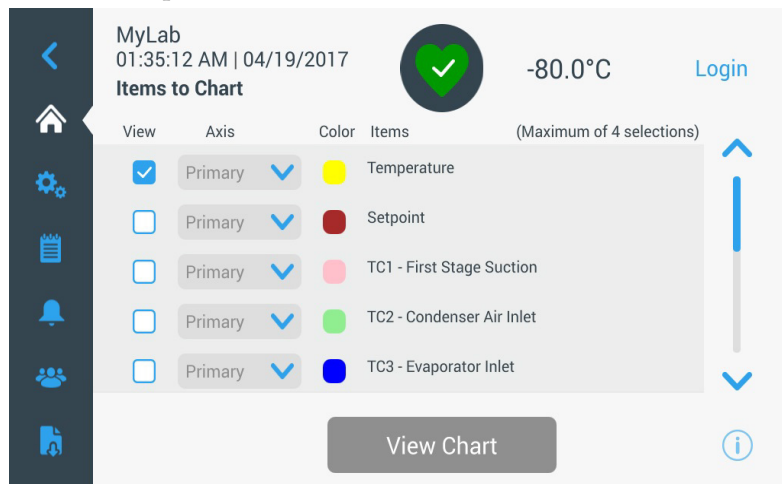 MyLab
01:35:12 AM | 04/19/2017
Items to Chart
-80.0°C
Login
View Axis Color Items (Maximum of 4 selections)
Primary Temperature
Primary Setpoint
Primary TC1 - First Stage Suction
Primary TC2 - Condenser Air Inlet
Primary TC3 - Evaporator Inlet
View Chart
i